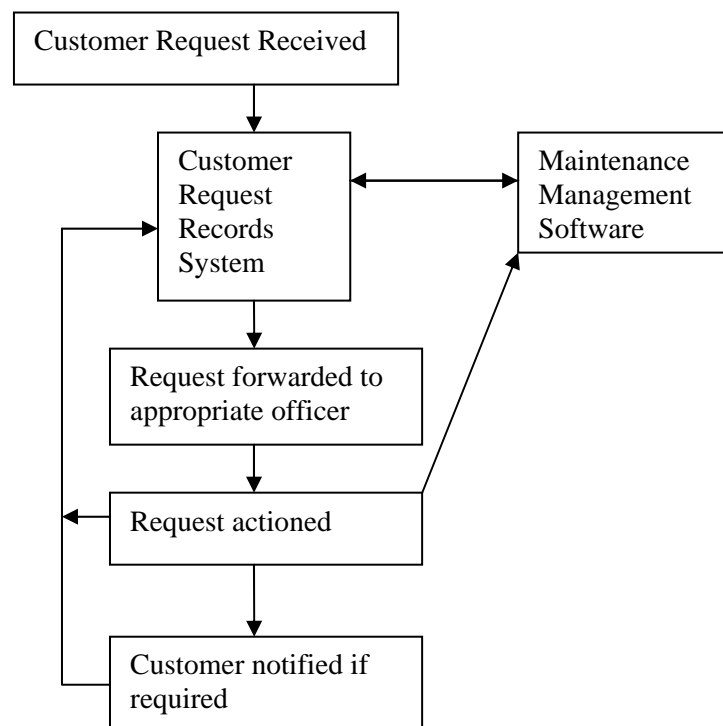 Customer Request Received
Customer
Request
Records
System
Maintenance
Management
Software
Request forwarded to
appropriate officer
Request actioned
Customer notified if
required